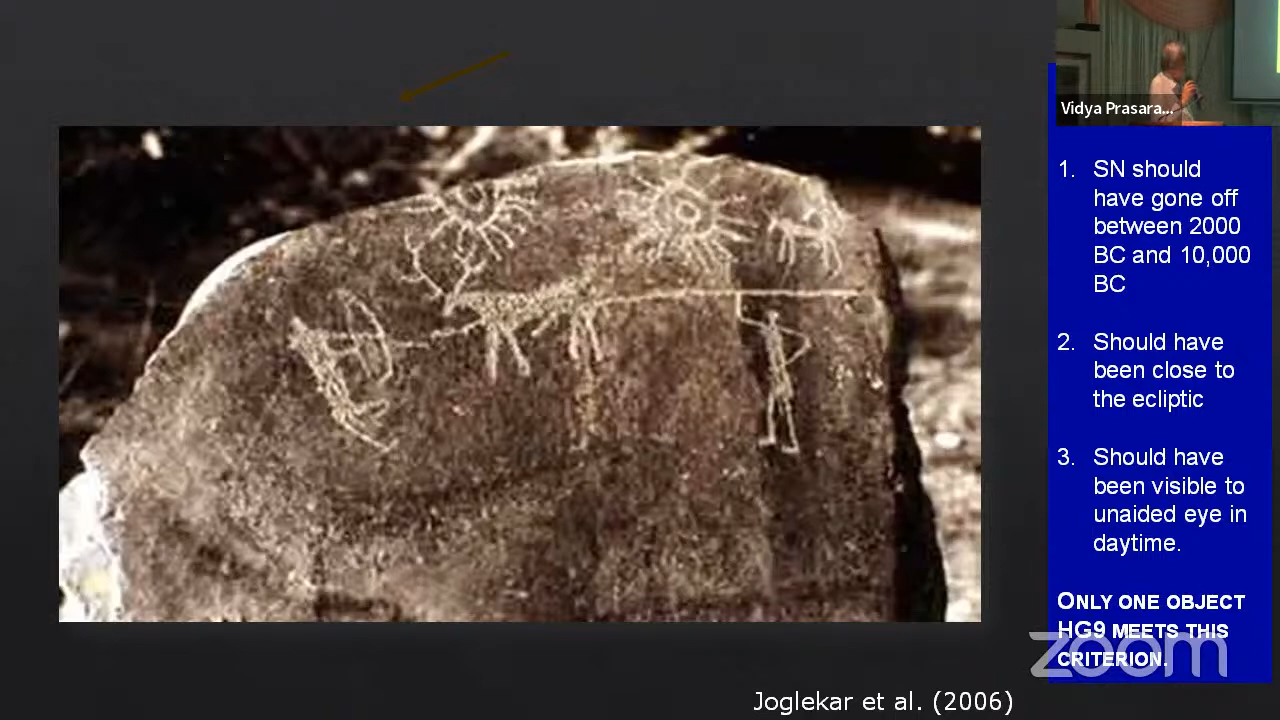 Vidya Prasara...
1. SN should
have gone off
between 2000
BC and 10,000
BC
2. Should have
been close to
the ecliptic
3. Should have
been visible to
unaided eye in
daytime.
ONLY ONE OBJECT
HG9 MEETS THIS
CRITERION.
zoom
Joglekar et al. (2006)